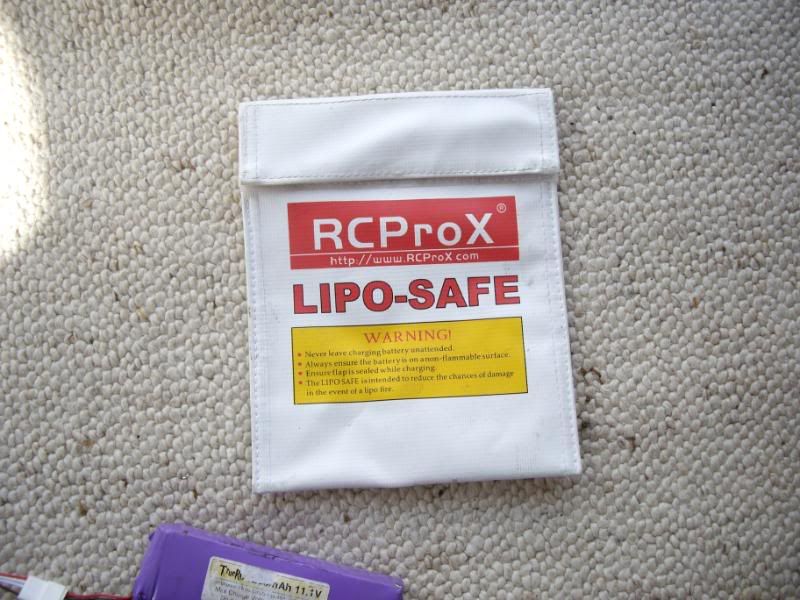 RCProX®
http://www.RCProX.com
LIPO-SAFE
WARNING!
• Never leave charging battery unattended.
• Always ensure the battery is on anon-flammable surface.
• Ensure flap is sealed while charging.
• The LIPO SAFE is intended to reduce the chances of damage
in the event of a lipo fire.
mAh 11.1V